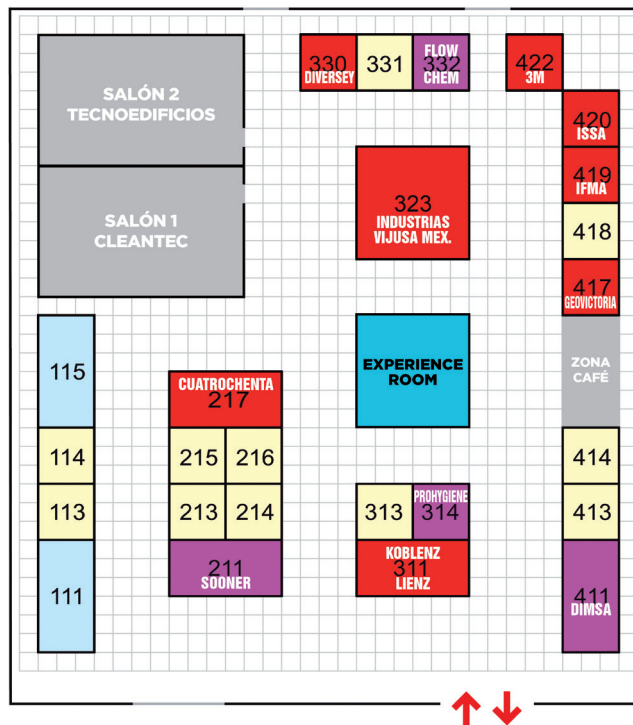 SALÓN 2
TECNOEDIFICIOS
330
DIVERSEY
331
FLOW
332
CHEM
422
3M
420
ISSA
419
IFMA
418
417
GEOVICTORIA
SALÓN 1
CLEANTEC
323
INDUSTRIAS
VIJUSA MEX.
EXPERIENCE
ROOM
ZONA
CAFÉ
115
114
113
111
CUATROCHENTA
217
215
216
213
214
211
SOONER
313
PROHYGIENE
314
KOBLENZ
311
LIENZ
414
413
411
DIMSA